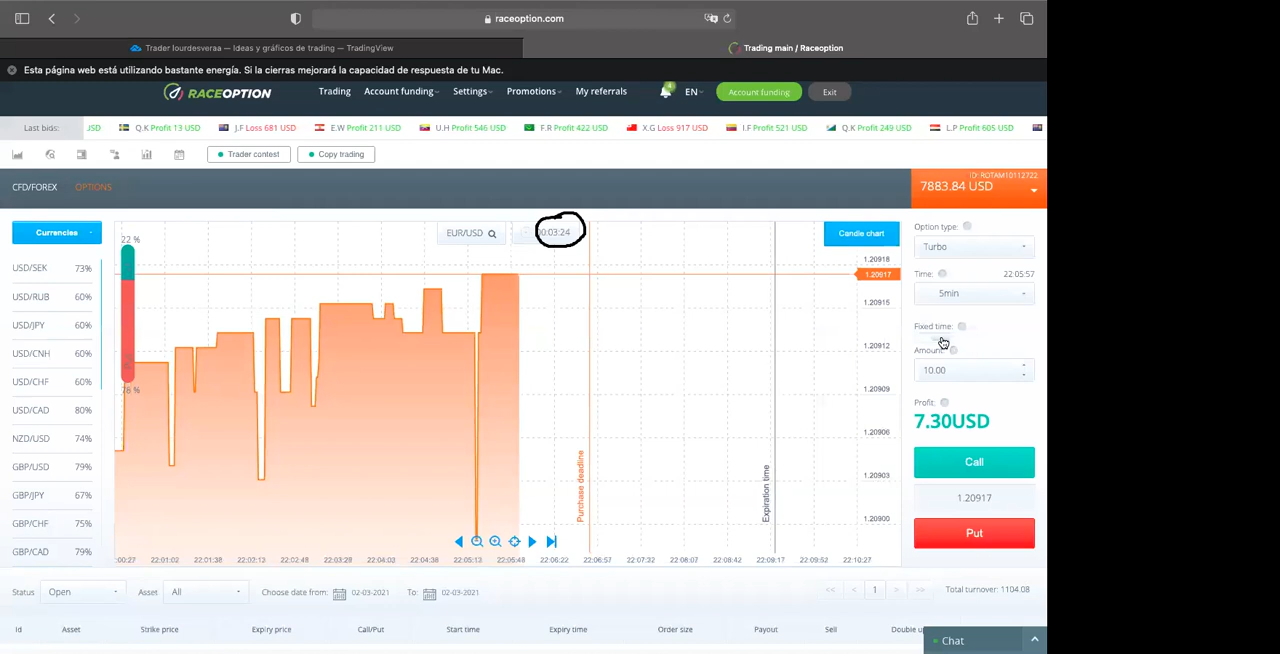 raceoption.com
Trader lourdesveraa — Ideas y gráficos de trading — TradingView
Trading main / Raceoption
Esta página web está utilizando bastante energía. Si la cierras mejorará la capacidad de respuesta de tu Mac.
RACEOPTION Trading Account funding Settings Promotions My referrals EN Account funding Exit
Last bids: Q.K Profit 13 USD J.F Loss 681 USD E.W Profit 211 USD U.H Profit 546 USD F.R Profit 422 USD X.G Loss 917 USD I.F Profit 521 USD Q.K Profit 249 USD L.P Profit 605 USD
Trader contest Copy trading
ID: ROTAM10112722
CFD/FOREX OPTIONS 7883.84 USD
Currencies
USD/SEK 73%
USD/RUB 60%
USD/JPY 60%
USD/CNH 60%
USD/CHF 60%
USD/CAD 80%
NZD/USD 74%
GBP/USD 79%
GBP/JPY 67%
GBP/CHF 75%
GBP/CAD 79%
22 %
EUR/USD
00:03:24
Candle chart
1.20918
1.20917
1.20915
1.20912
1.20909
1.20906
1.20903
1.20900
Purchase deadline
Expiration time
:00:27 22:01:02 22:01:38 22:02:13 22:02:53 22:03:28 22:04:03 22:04:38 22:05:13 22:05:48 22:06:22 22:06:57 22:07:32 22:08:07 22:08:42 22:09:17 22:09:52 22:10:27
Option type:
Turbo
Time: 22:05:57
5min
Fixed time:
Amount:
10.00
Profit:
7.30USD
Call
1.20917
Put
Status Open Asset All Choose date from: 02-03-2021 To: 02-03-2021 << < 1 > >> Total turnover: 1104.08
Id Asset Strike price Expiry price Call/Put Start time Expiry time Order size Payout Sell Double u
Chat